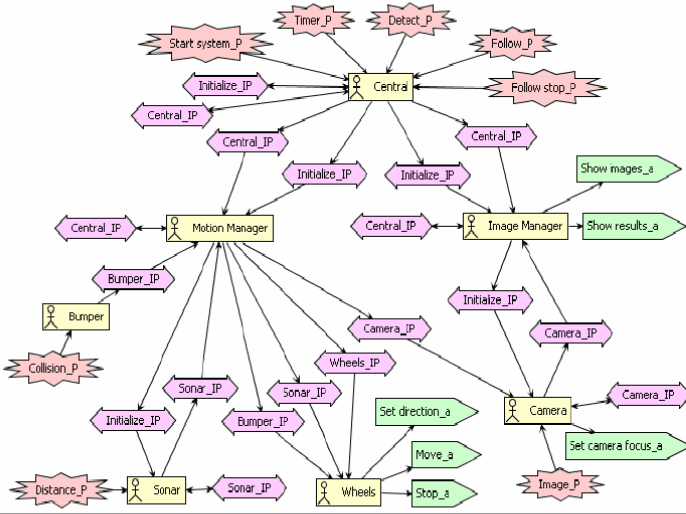 Timer_P
Detect_P
Start system_P
Follow_P
Initialize_IP
Central
Follow stop_P
Central_IP
Central_IP
Central_IP
Initialize_IP
Initialize_IP
Show images_a
Central_IP
Motion Manager
Central_IP
Image Manager
Show results_a
Bumper_IP
Initialize_IP
Bumper
Camera_IP
Camera_IP
Wheels_IP
Collision_P
Sonar_IP
Sonar_IP
Camera_IP
Initialize_IP
Bumper_IP
Set direction_a
Camera
Set camera focus_a
Move_a
Distance_P
Sonar
Sonar_IP
Wheels
Stop_a
Image_P